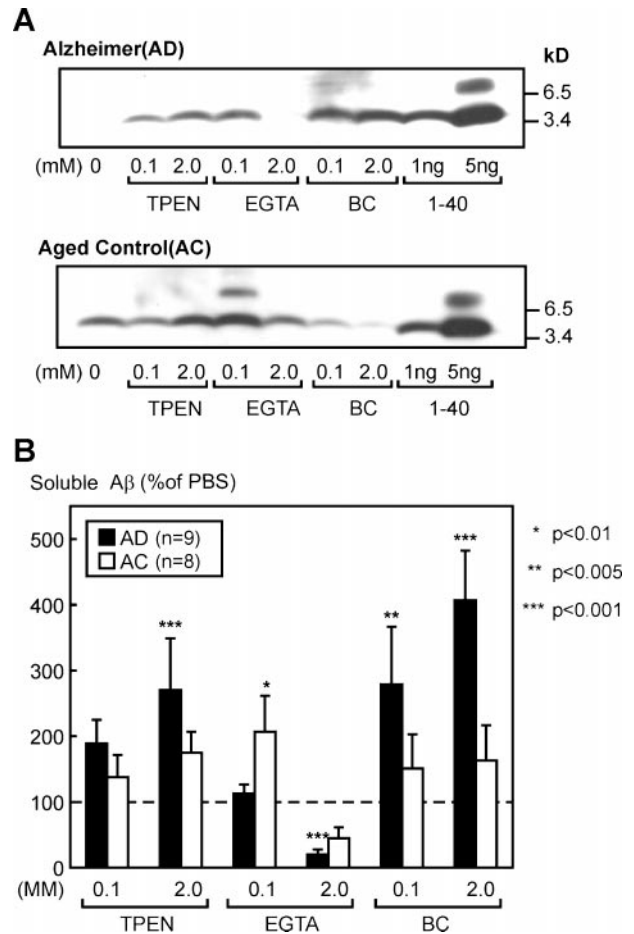 A
Alzheimer(AD)
kD
6.5
3.4
(mM) 0 0.1 2.0 0.1 2.0 0.1 2.0 1ng 5ng
TPEN EGTA BC 1-40
Aged Control(AC)
6.5
3.4
(mM) 0 0.1 2.0 0.1 2.0 0.1 2.0 1ng 5ng
TPEN EGTA BC 1-40
B
Soluble Aβ (%of PBS)
500
400
300
200
100
0
AD (n=9)
AC (n=8)
* p<0.01
** p<0.005
*** p<0.001
***
*
***
**
***
(MM) 0.1 2.0 0.1 2.0 0.1 2.0
TPEN EGTA BC